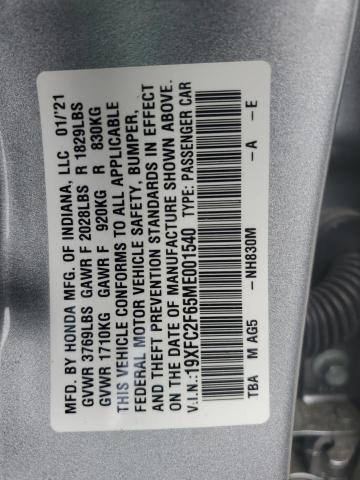 MFD. BY HONDA MFG. OF INDIANA, LLC 01/'21
GVWR 3769LBS GAWR F 2028LBS R 1829LBS
GVWR 1710KG GAWR F 920KG R 830KG
THIS VEHICLE CONFORMS TO ALL APPLICABLE
FEDERAL MOTOR VEHICLE SAFETY, BUMPER,
AND THEFT PREVENTION STANDARDS IN EFFECT
ON THE DATE OF MANUFACTURE SHOWN ABOVE.
V.I.N.:19XFC2F65ME001540 TYPE: PASSENGER CAR
TBA M AG5 -NH830M -A -E